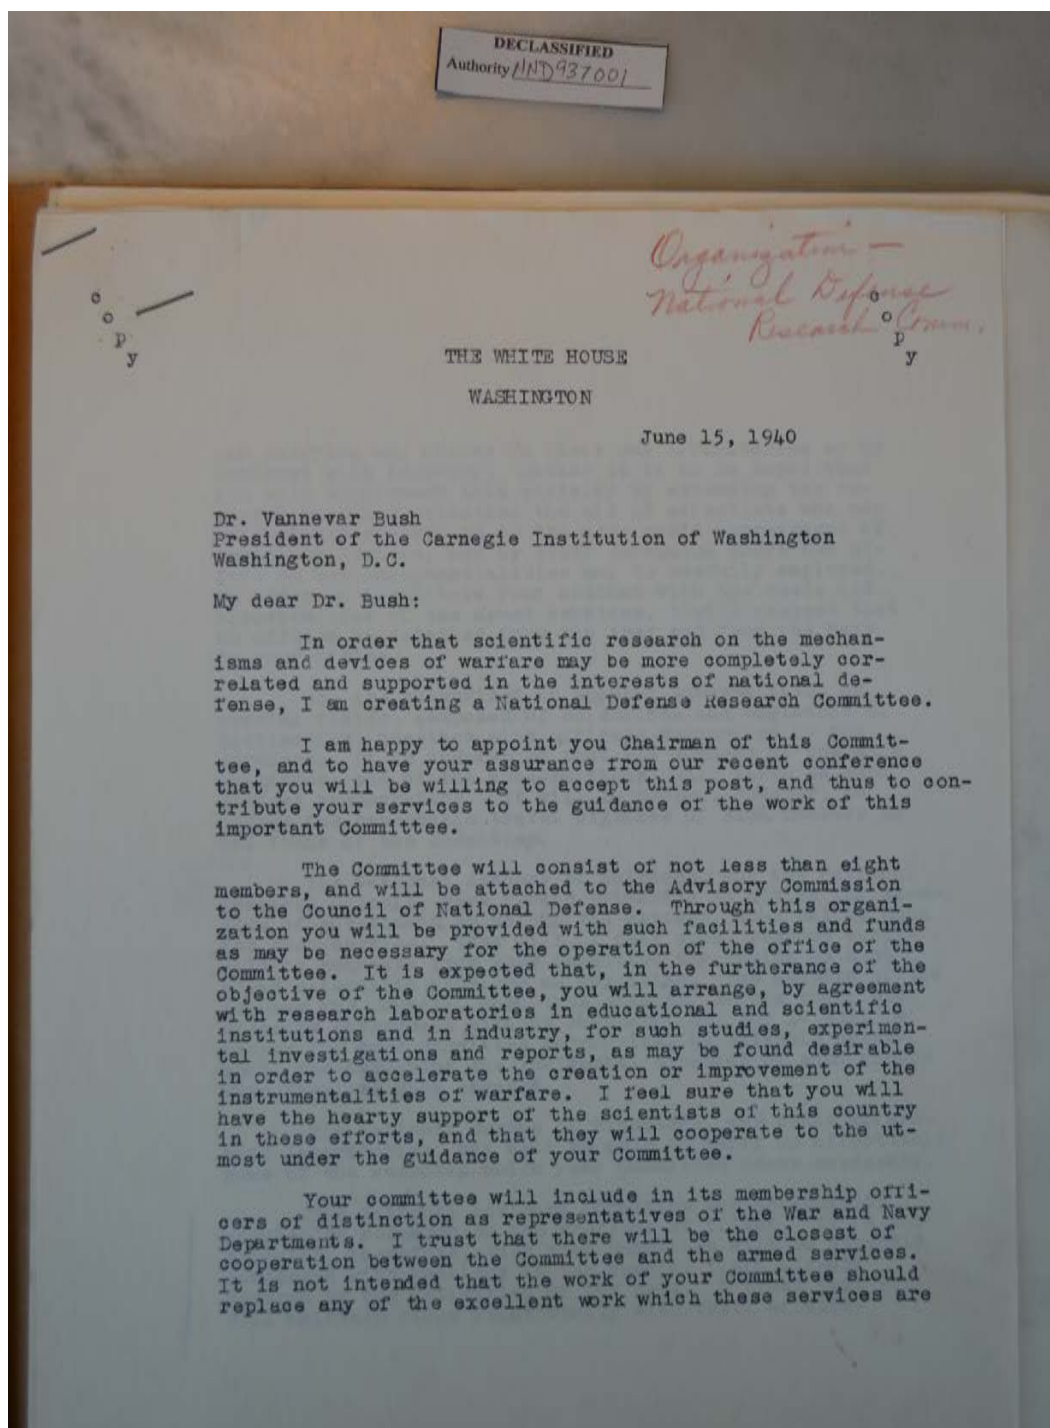 DECLASSIFIED
Authority NND937001
Organization —
National Defense
Research Comm.
c
o
p
y
c
o
p
y
THE WHITE HOUSE
WASHINGTON
June 15, 1940
Dr. Vannevar Bush
President of the Carnegie Institution of Washington
Washington, D.C.
My dear Dr. Bush:
In order that scientific research on the mechan-
isms and devices of warfare may be more completely cor-
related and supported in the interests of national de-
fense, I am creating a National Defense Research Committee.
I am happy to appoint you Chairman of this Commit-
tee, and to have your assurance from our recent conference
that you will be willing to accept this post, and thus to con-
tribute your services to the guidance of the work of this
important Committee.
The Committee will consist of not less than eight
members, and will be attached to the Advisory Commission
to the Council of National Defense. Through this organi-
zation you will be provided with such facilities and funds
as may be necessary for the operation of the office of the
Committee. It is expected that, in the furtherance of the
objective of the Committee, you will arrange, by agreement
with research laboratories in educational and scientific
institutions and in industry, for such studies, experimen-
tal investigations and reports, as may be found desirable
in order to accelerate the creation or improvement of the
instrumentalities of warfare. I feel sure that you will
have the hearty support of the scientists of this country
in these efforts, and that they will cooperate to the ut-
most under the guidance of your Committee.
Your committee will include in its membership offi-
cers of distinction as representatives of the War and Navy
Departments. I trust that there will be the closest of
cooperation between the Committee and the armed services.
It is not intended that the work of your Committee should
replace any of the excellent work which these services are